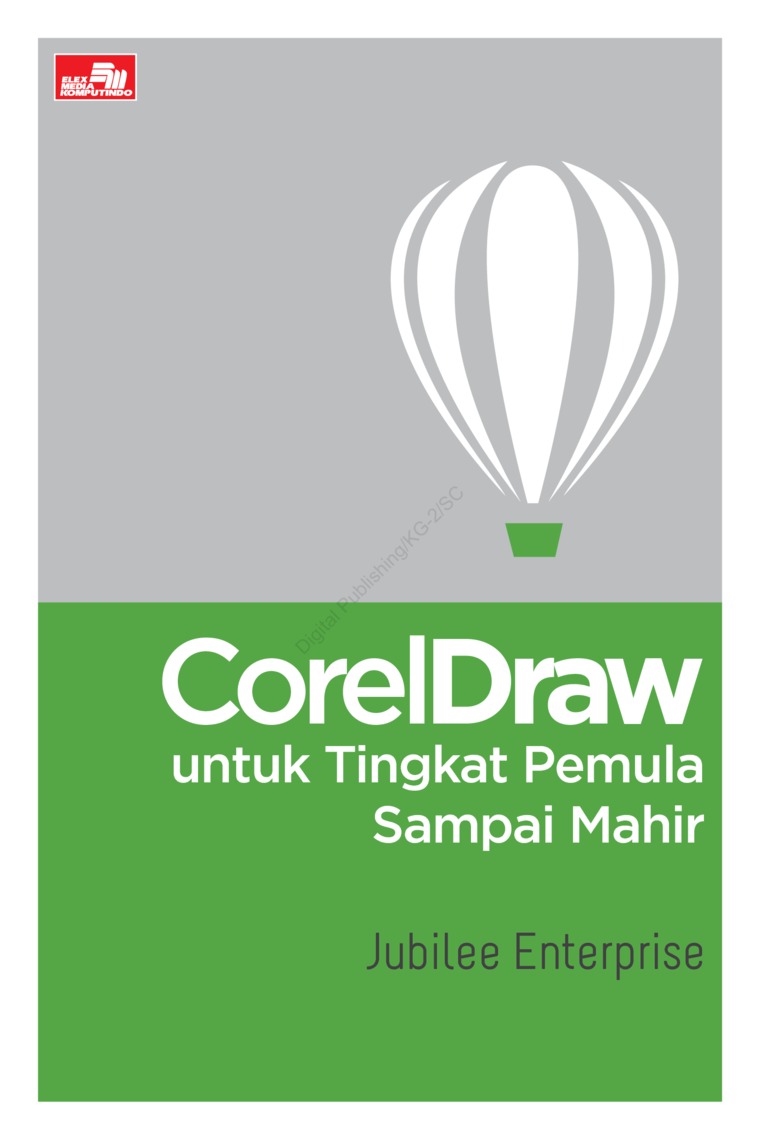 ELEX
MEDIA
KOMPUTINDO
Digital Publishing/KG-2/SC
CorelDraw
untuk Tingkat Pemula
Sampai Mahir
Jubilee Enterprise